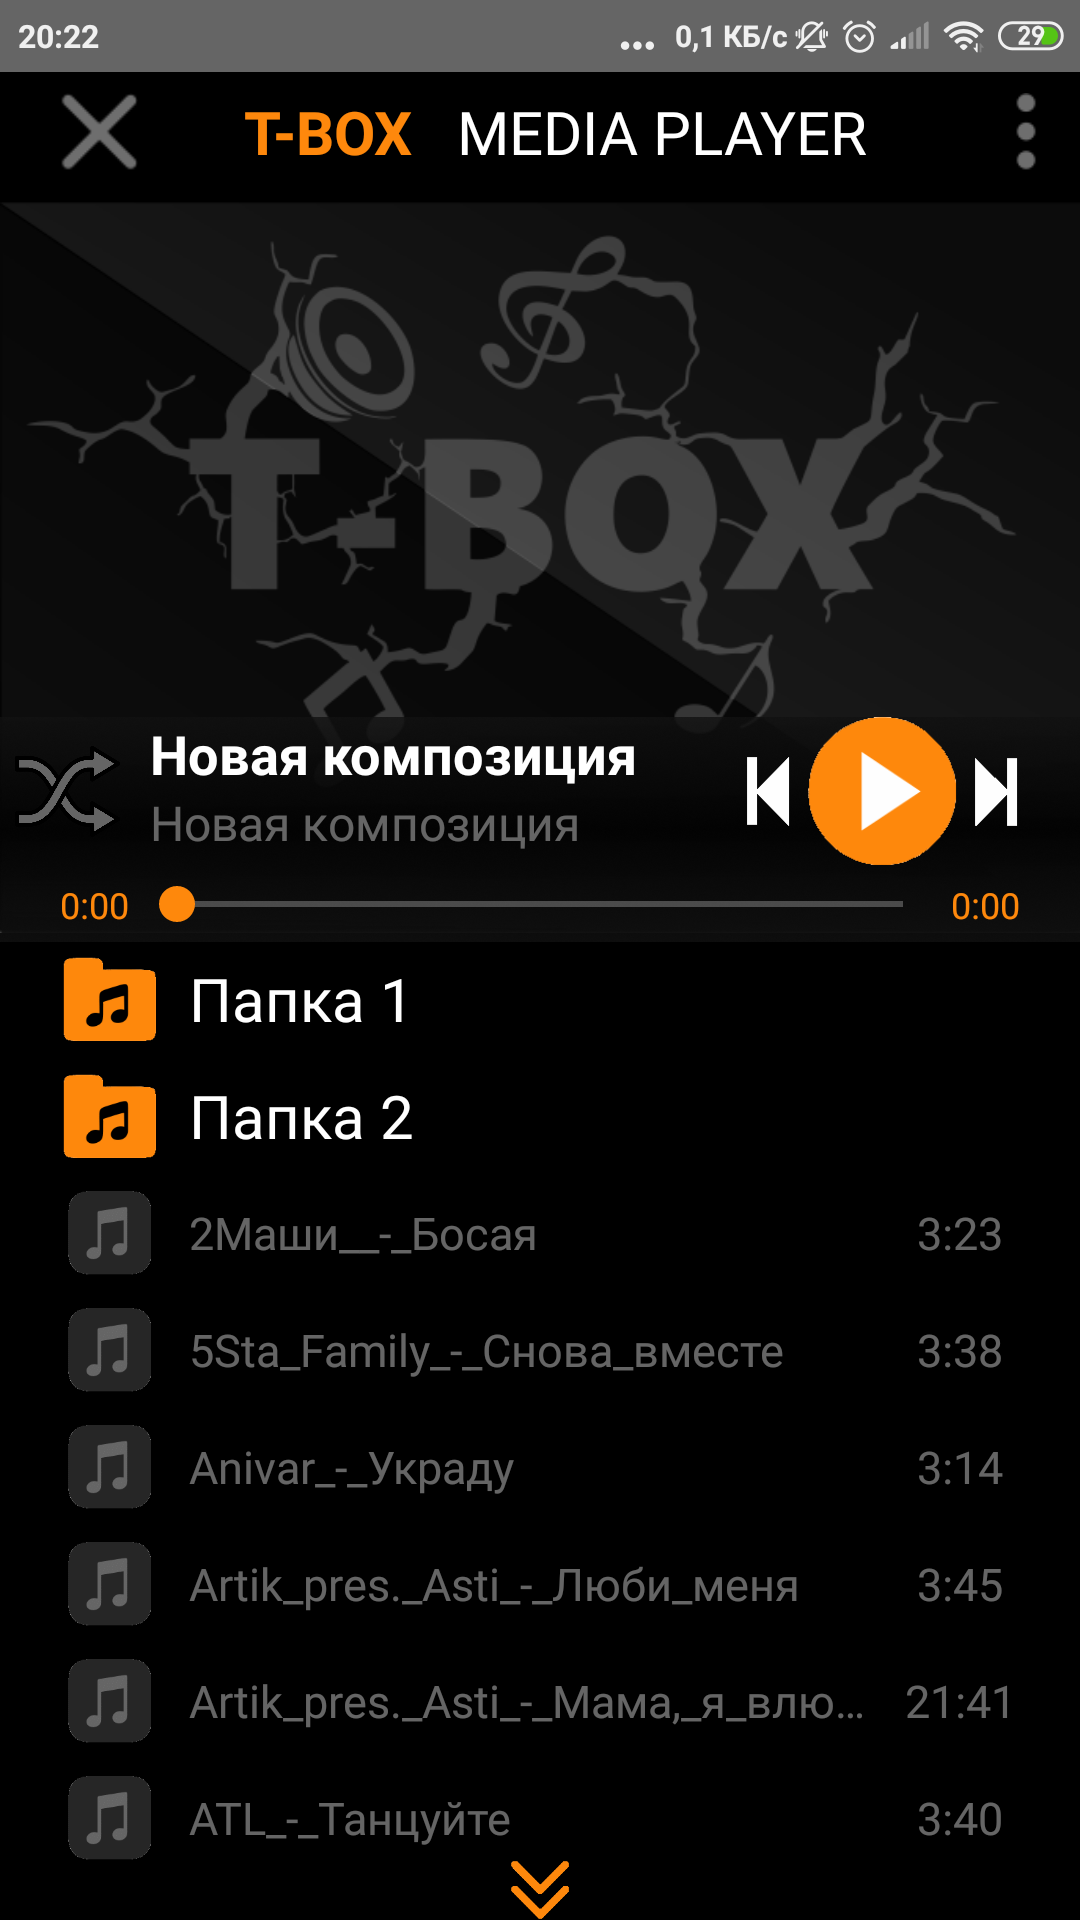 20:22 ... 0,1 КБ/с 29
T-BOX MEDIA PLAYER
T-BOX
Новая композиция
Новая композиция
0:00 0:00
Папка 1
Папка 2
2Маши__-_Босая 3:23
5Sta_Family_-_Снова_вместе 3:38
Anivar_-_Украду 3:14
Artik_pres._Asti_-_Люби_меня 3:45
Artik_pres._Asti_-_Мама,_я_влю... 21:41
ATL_-_Танцуйте 3:40